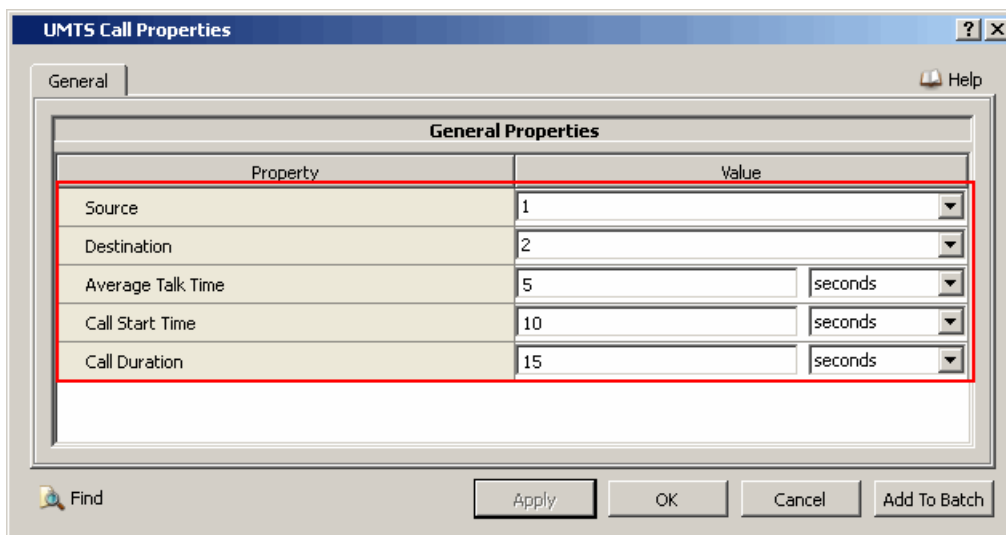 UMTS Call Properties
General
Help
General Properties
Property Value
Source 1
Destination 2
Average Talk Time 5 seconds
Call Start Time 10 seconds
Call Duration 15 seconds
Find Apply OK Cancel Add To Batch